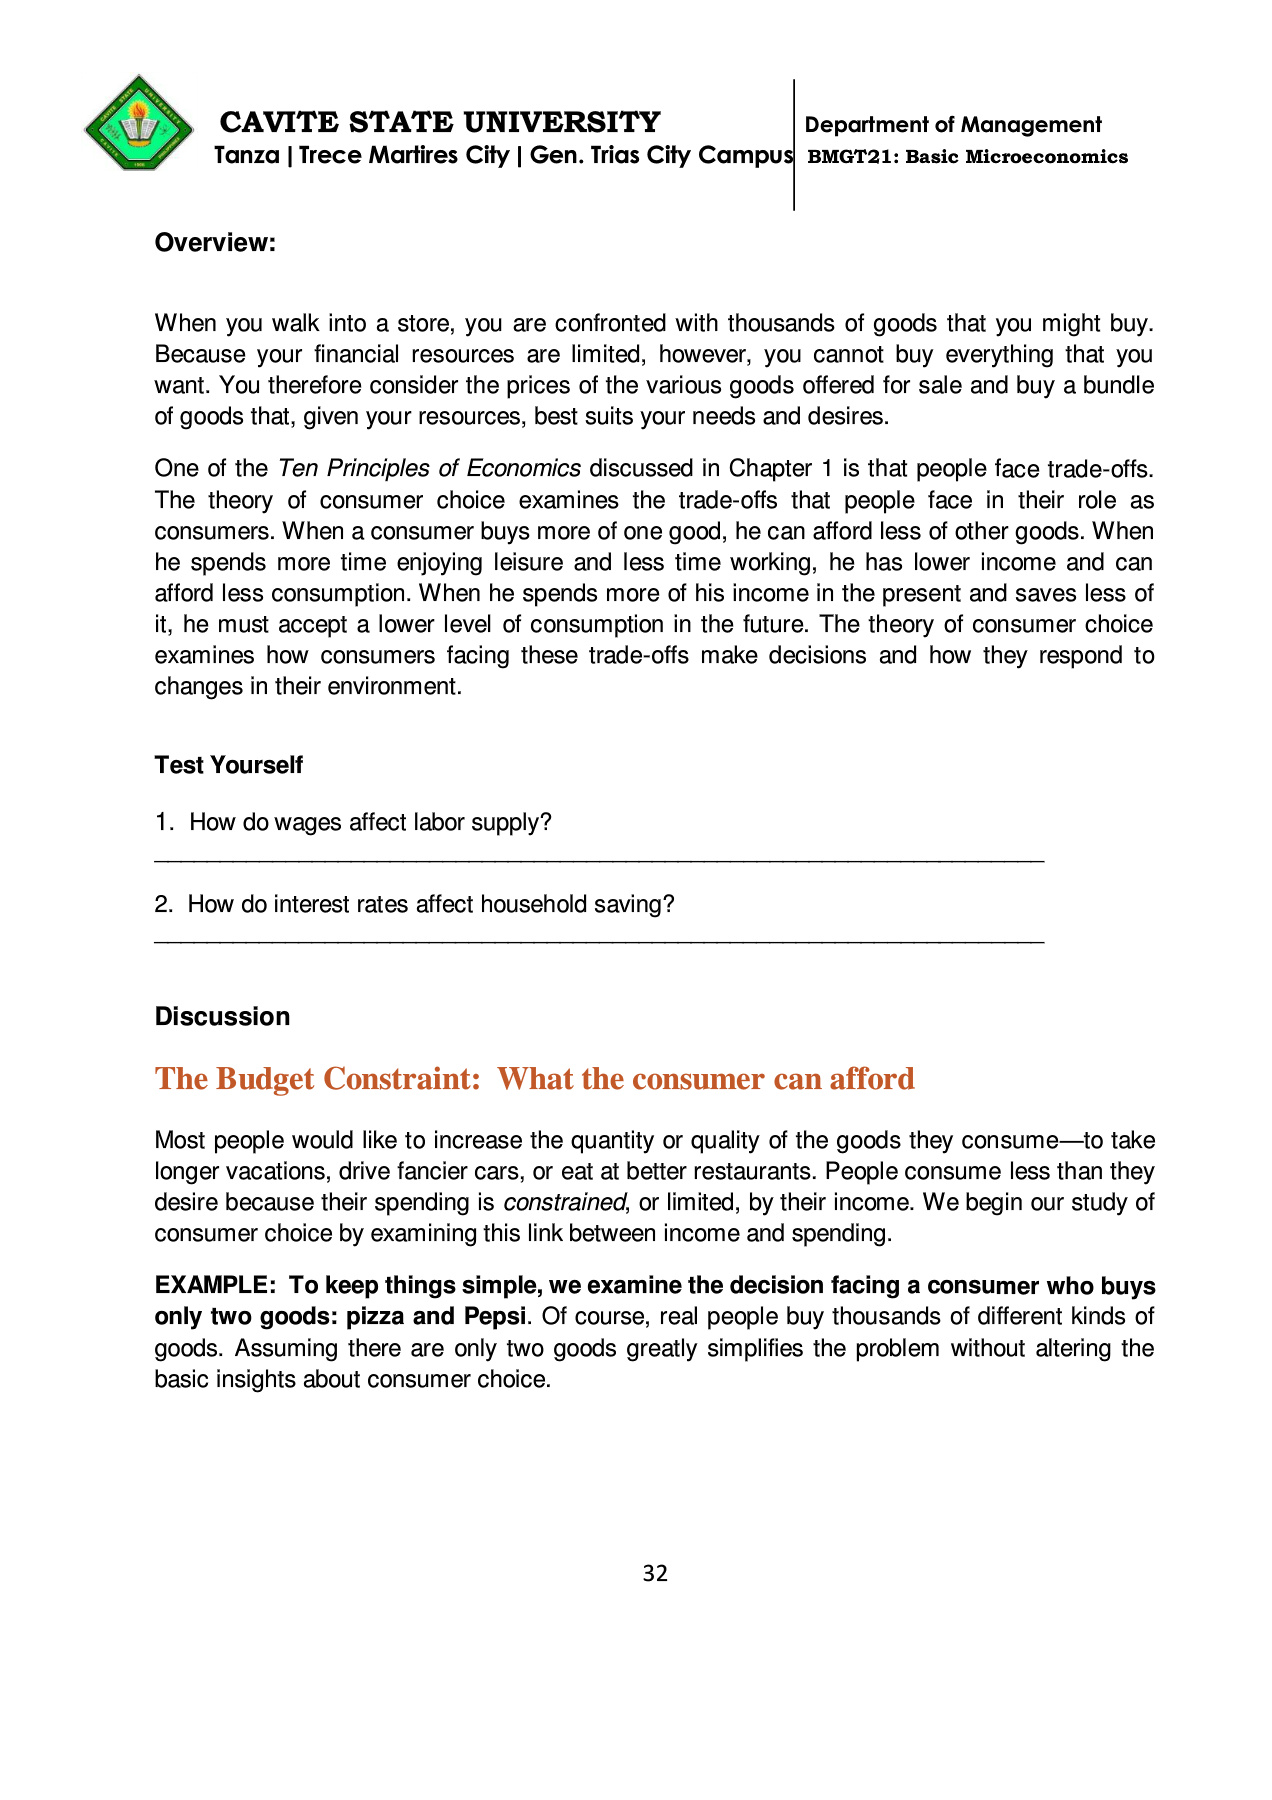 CAVITE STATE UNIVERSITY
Tanza | Trece Martires City | Gen. Trias City Campus
Department of Management
BMGT21: Basic Microeconomics
Overview:
When you walk into a store, you are confronted with thousands of goods that you might buy.
Because your financial resources are limited, however, you cannot buy everything that you
want. You therefore consider the prices of the various goods offered for sale and buy a bundle
of goods that, given your resources, best suits your needs and desires.
One of the Ten Principles of Economics discussed in Chapter 1 is that people face trade-offs.
The theory of consumer choice examines the trade-offs that people face in their role as
consumers. When a consumer buys more of one good, he can afford less of other goods. When
he spends more time enjoying leisure and less time working, he has lower income and can
afford less consumption. When he spends more of his income in the present and saves less of
it, he must accept a lower level of consumption in the future. The theory of consumer choice
examines how consumers facing these trade-offs make decisions and how they respond to
changes in their environment.
Test Yourself
1. How do wages affect labor supply?
2. How do interest rates affect household saving?
Discussion
The Budget Constraint: What the consumer can afford
Most people would like to increase the quantity or quality of the goods they consume—to take
longer vacations, drive fancier cars, or eat at better restaurants. People consume less than they
desire because their spending is constrained, or limited, by their income. We begin our study of
consumer choice by examining this link between income and spending.
EXAMPLE: To keep things simple, we examine the decision facing a consumer who buys
only two goods: pizza and Pepsi. Of course, real people buy thousands of different kinds of
goods. Assuming there are only two goods greatly simplifies the problem without altering the
basic insights about consumer choice.
32